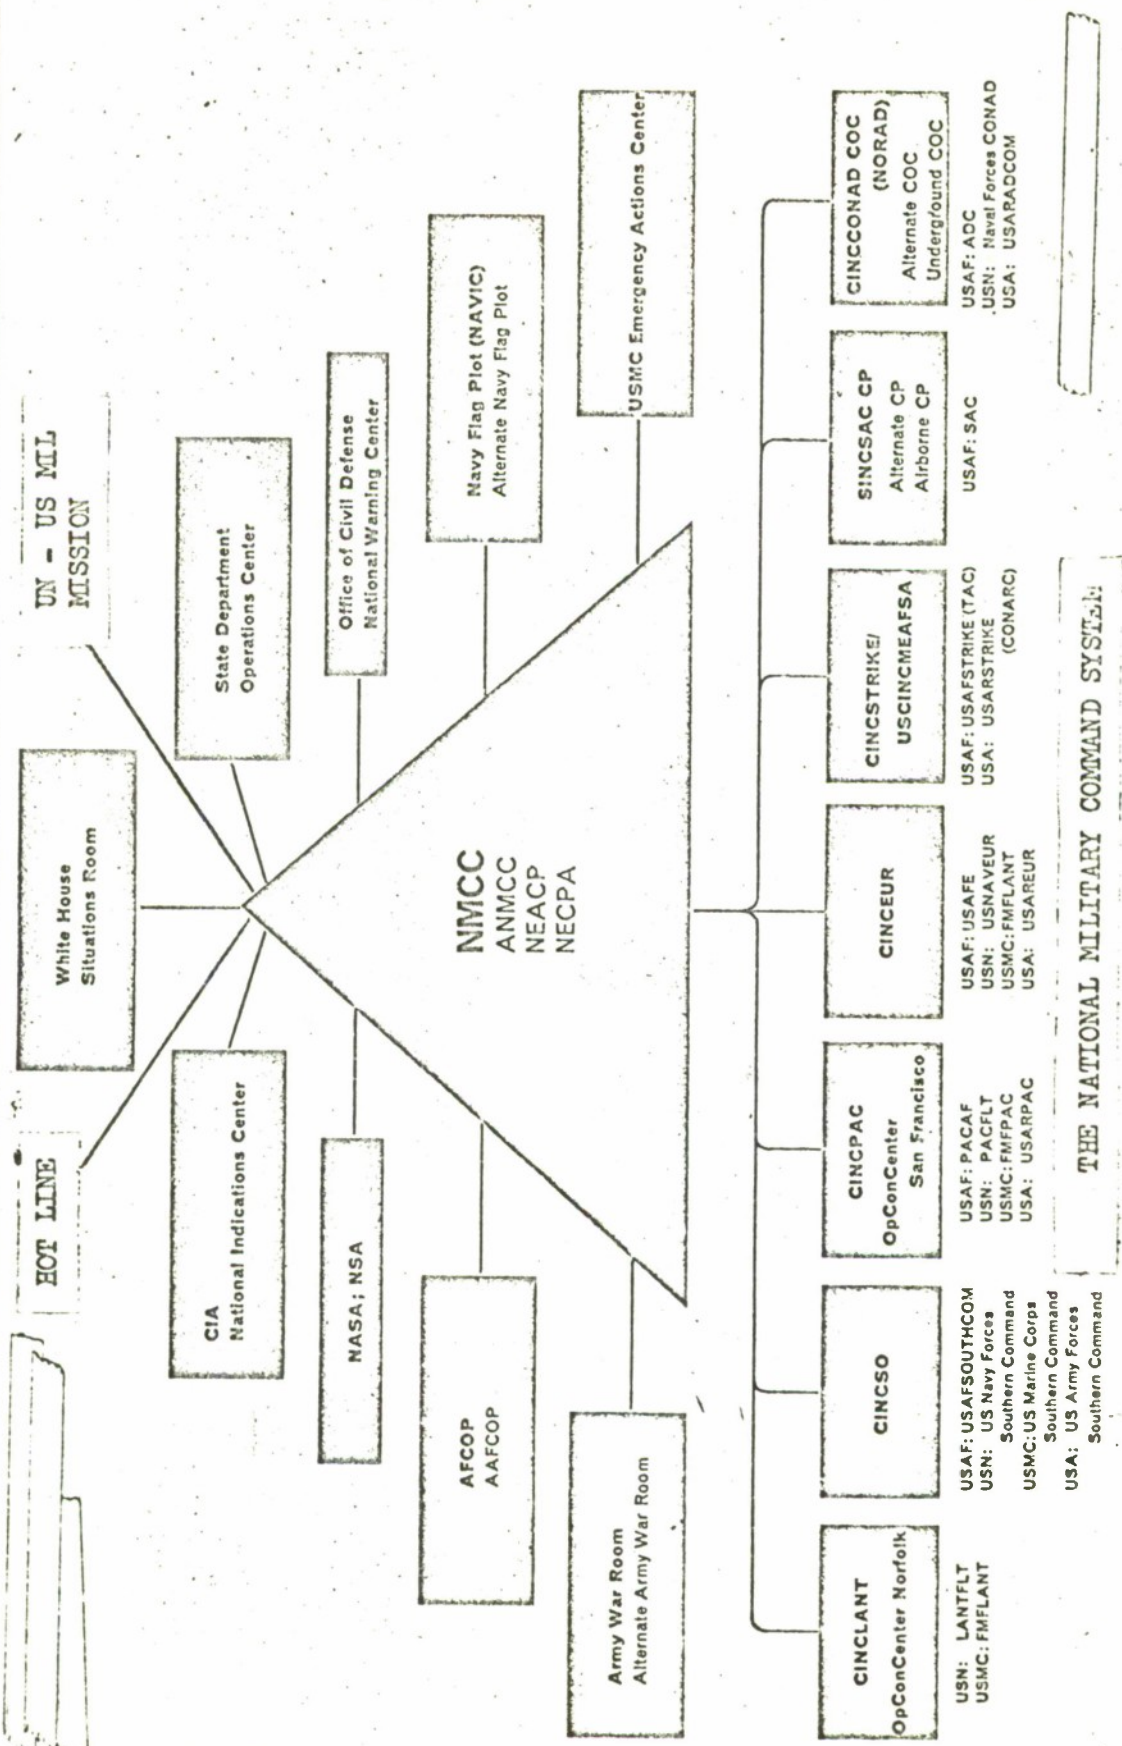 HOT LINE
White House
Situations Room
UN - US MIL
MISSION
CIA
National Indications Center
State Department
Operations Center
NASA; NSA
Office of Civil Defense
National Warning Center
AFCOP
AAFCOP
Navy Flag Plot (NAVIC)
Alternate Navy Flag Plot
Army War Room
Alternate Army War Room
USMC Emergency Actions Center
NMCC
ANMCC
NEACP
NECPA
CINCLANT
OpConCenter Norfolk
USN: LANTFLT
USMC: FMFLANT
CINCSO
USAF: USAFSOUTHCOM
USN: US Navy Forces
Southern Command
USMC: US Marine Corps
Southern Command
USA: US Army Forces
Southern Command
CINCPAC
OpConCenter
San Francisco
USAF: PACAF
USN: PACFLT
USMC: FMFPAC
USA: USARPAC
CINCEUR
USAF: USAFE
USN: USNAVEUR
USMC: FMFLANT
USA: USAREUR
CINCSTRIKE/
USCINCMEAFSA
USAF: USAFSTRIKE (TAC)
USA: USARSTRIKE
(CONARC)
SINCSAC CP
Alternate CP
Airborne CP
USAF: SAC
CINCCONAD COC
(NORAD)
Alternate COC
Underground COC
USAF: ADC
USN: Naval Forces CONAD
USA: USARADCOM
THE NATIONAL MILITARY COMMAND SYSTEM